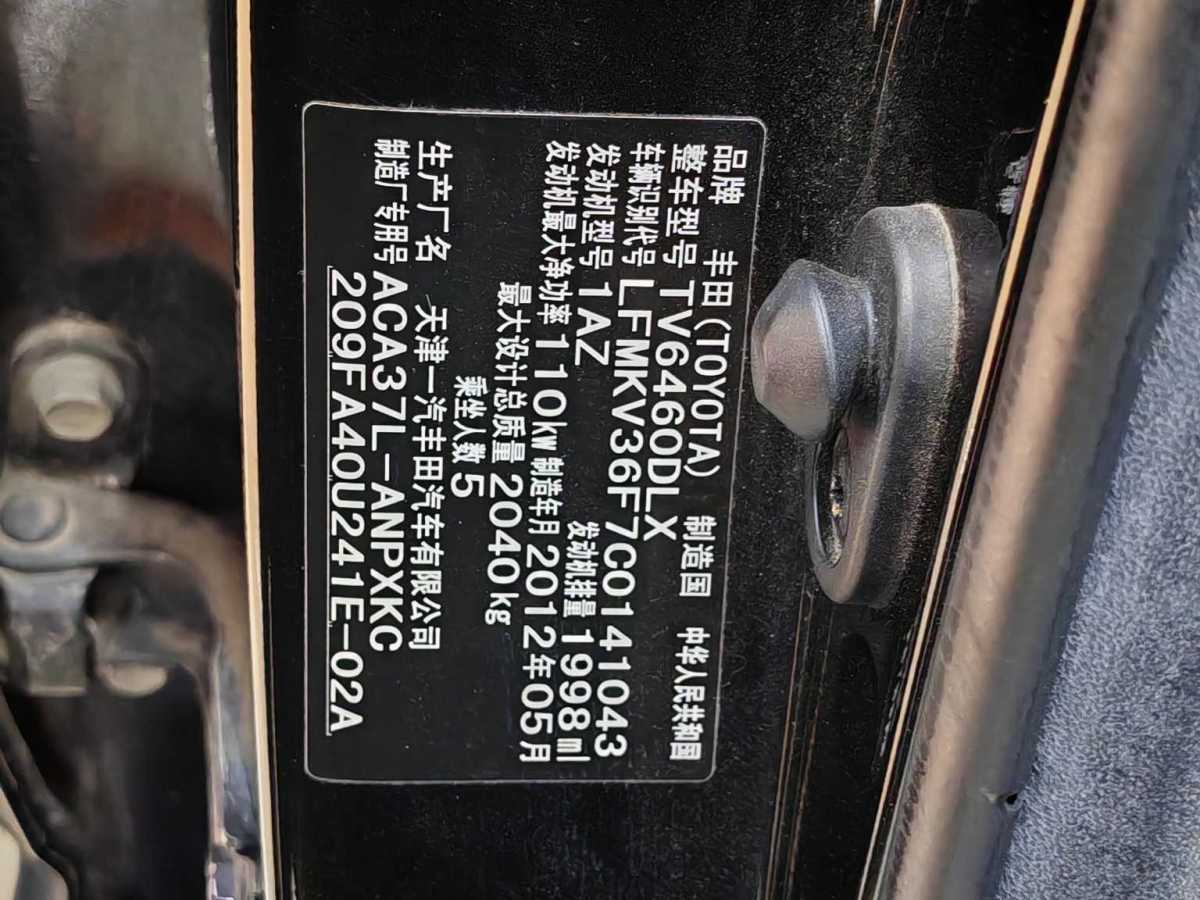 品牌 丰田(TOYOTA) 制造国 中华人民共和国
整车型号 TV6460DLX
车辆识别代号 LFMKV36F7C0141043
发动机型号 1AZ 发动机排量 1998ml
发动机最大净功率 110kw 制造年月 2012年05月
最大设计总质量 2040kg
乘坐人数 5
生产厂名 天津一汽丰田汽车有限公司
制造厂专用号 ACA37L-ANPXKC
209FA40U241E-02A